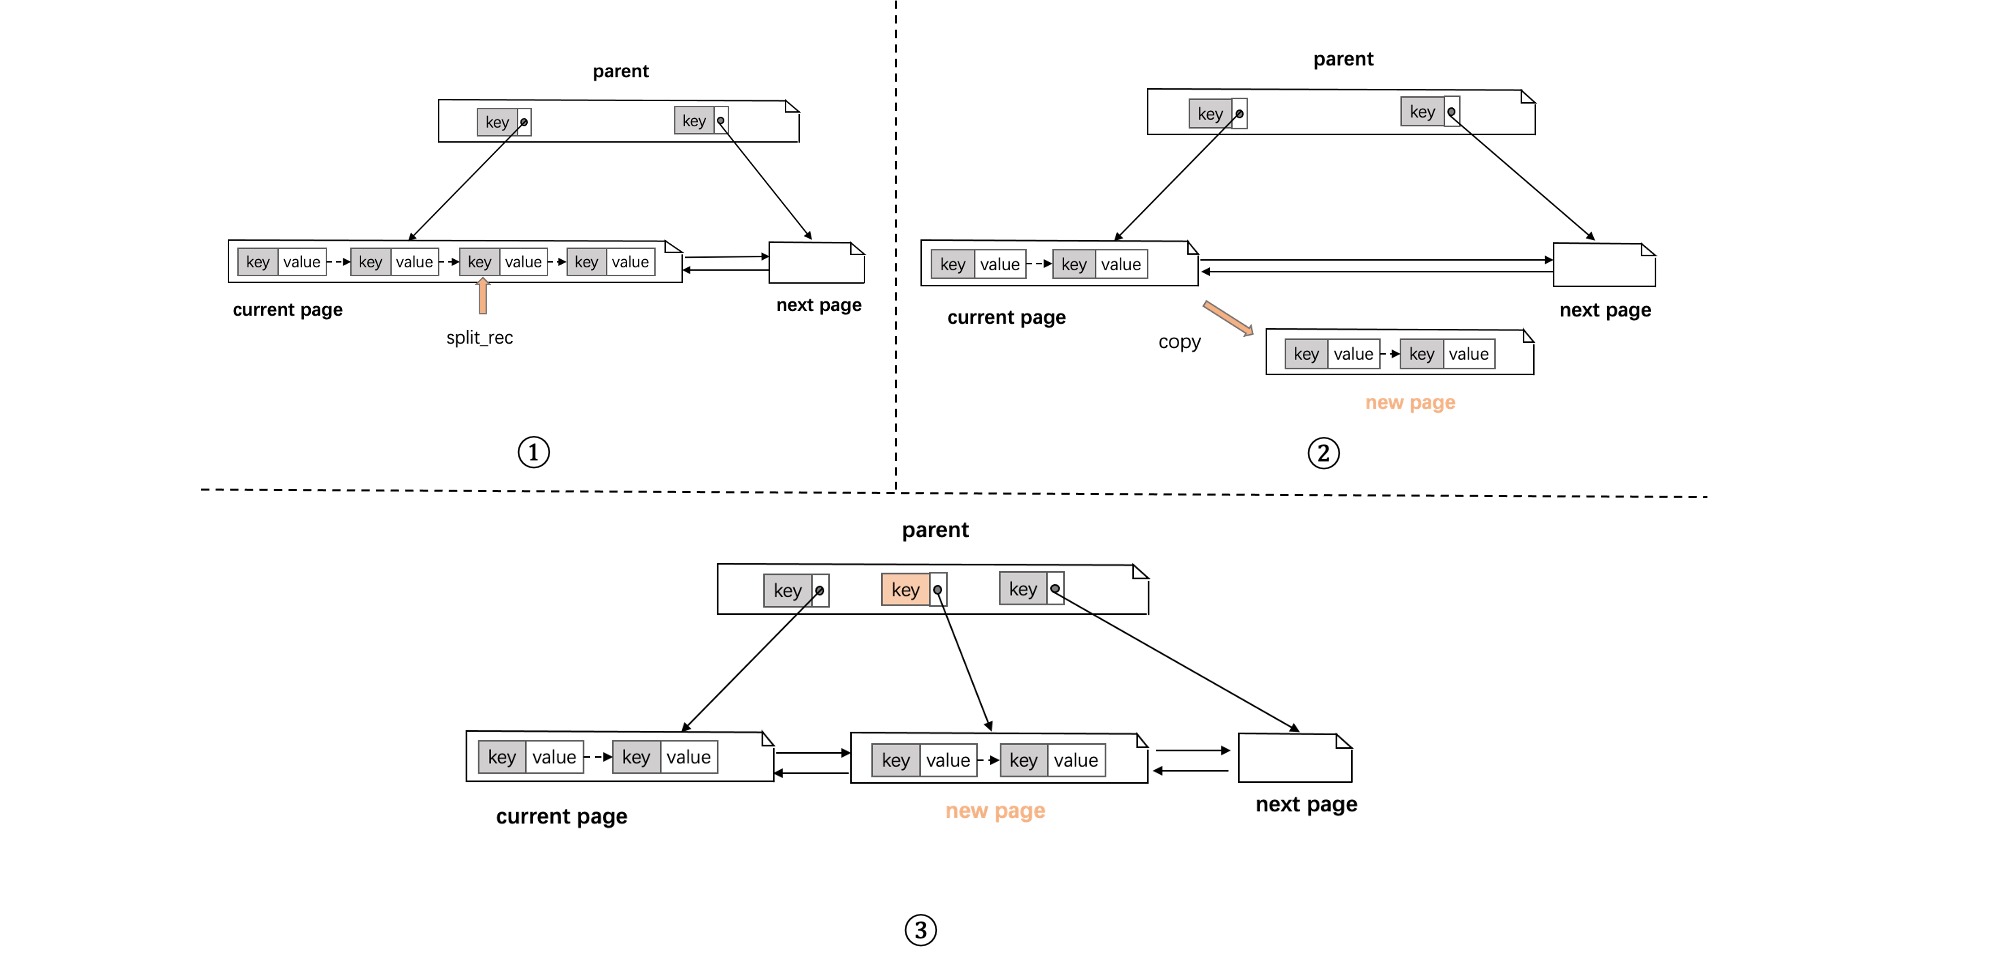 parent
key key
key value key value key value key value
current page next page
split_rec
①
parent
key key
key value key value
current page next page
copy
key value key value
new page
②
parent
key key key
key value key value key value key value
current page new page next page
③